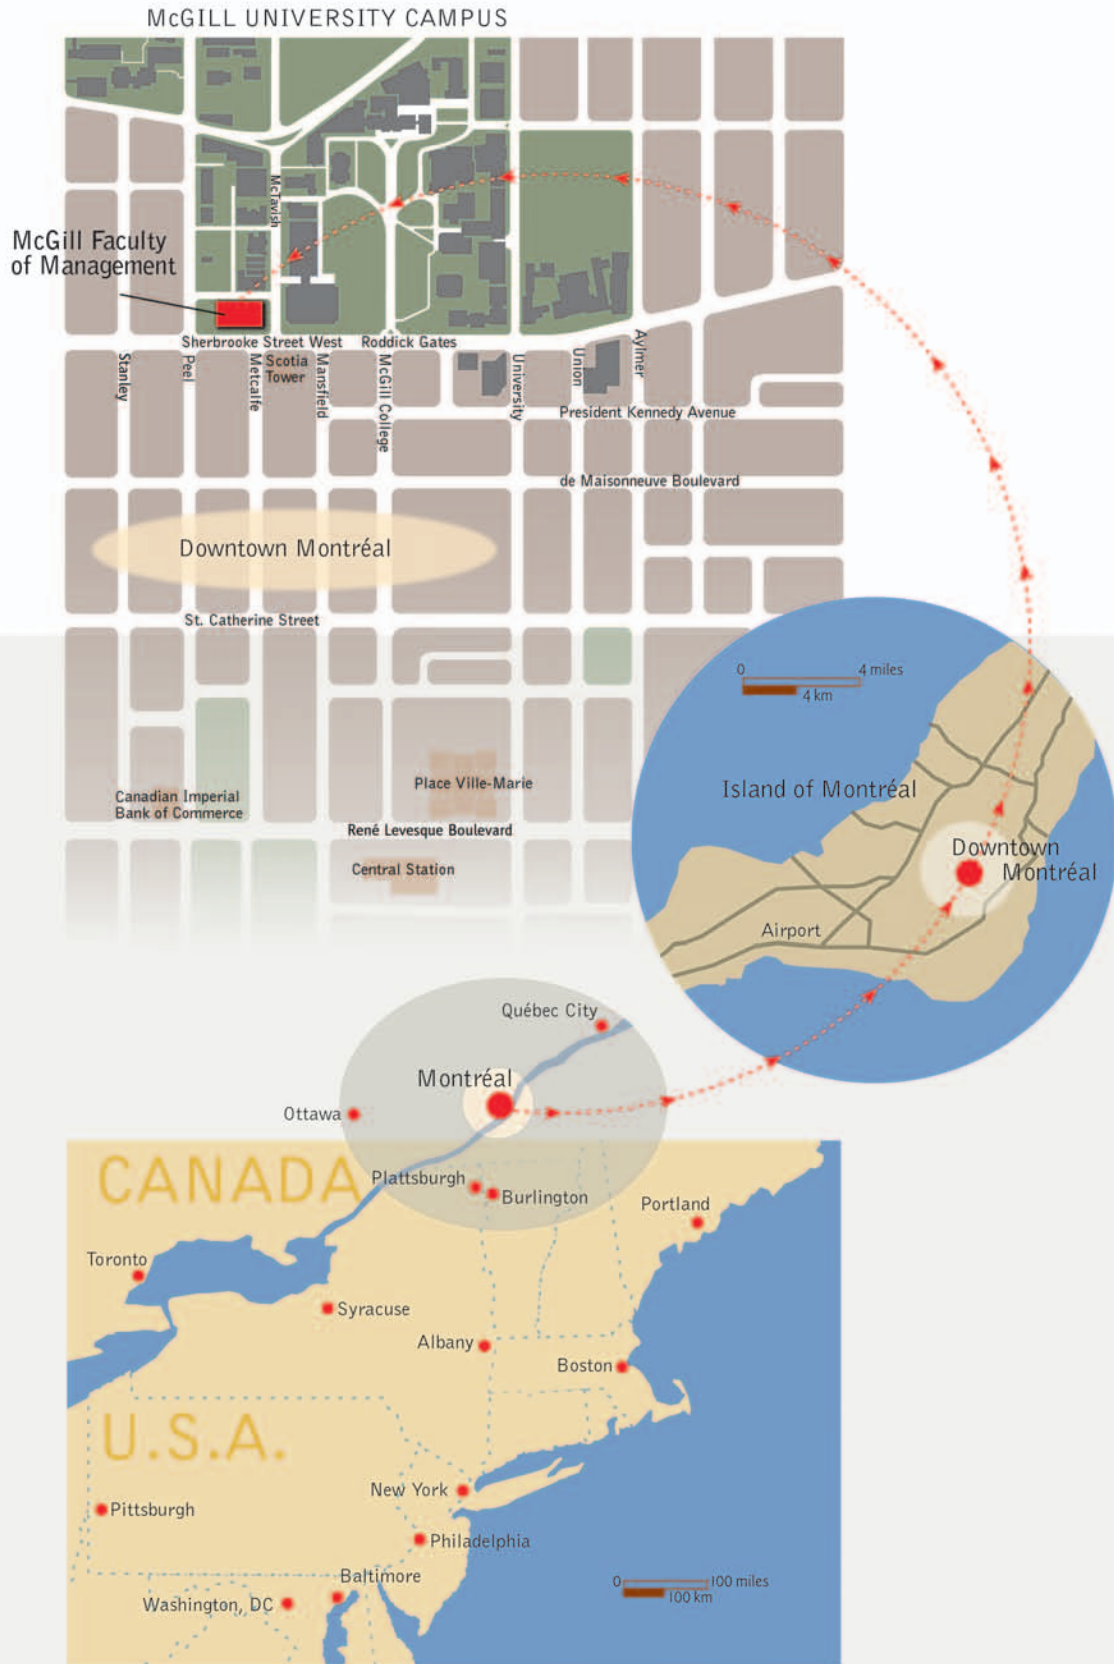 McGILL UNIVERSITY CAMPUS
McTavish
McGill Faculty
of Management
Sherbrooke Street West
Roddick Gates
Stanley
Peel
Metcalfe
Scotia
Tower
Mansfield
McGill College
University
Union
Aylmer
President Kennedy Avenue
de Maisonneuve Boulevard
Downtown Montréal
St. Catherine Street
0
4 miles
4 km
Place Ville-Marie
Island of Montréal
Canadian Imperial
Bank of Commerce
René Levesque Boulevard
Central Station
Downtown
Montréal
Airport
Québec City
Montréal
Ottawa
CANADA
Plattsburgh
Burlington
Portland
Toronto
Syracuse
Albany
Boston
U.S.A.
New York
Pittsburgh
Philadelphia
Baltimore
Washington, DC
0
100 miles
100 km